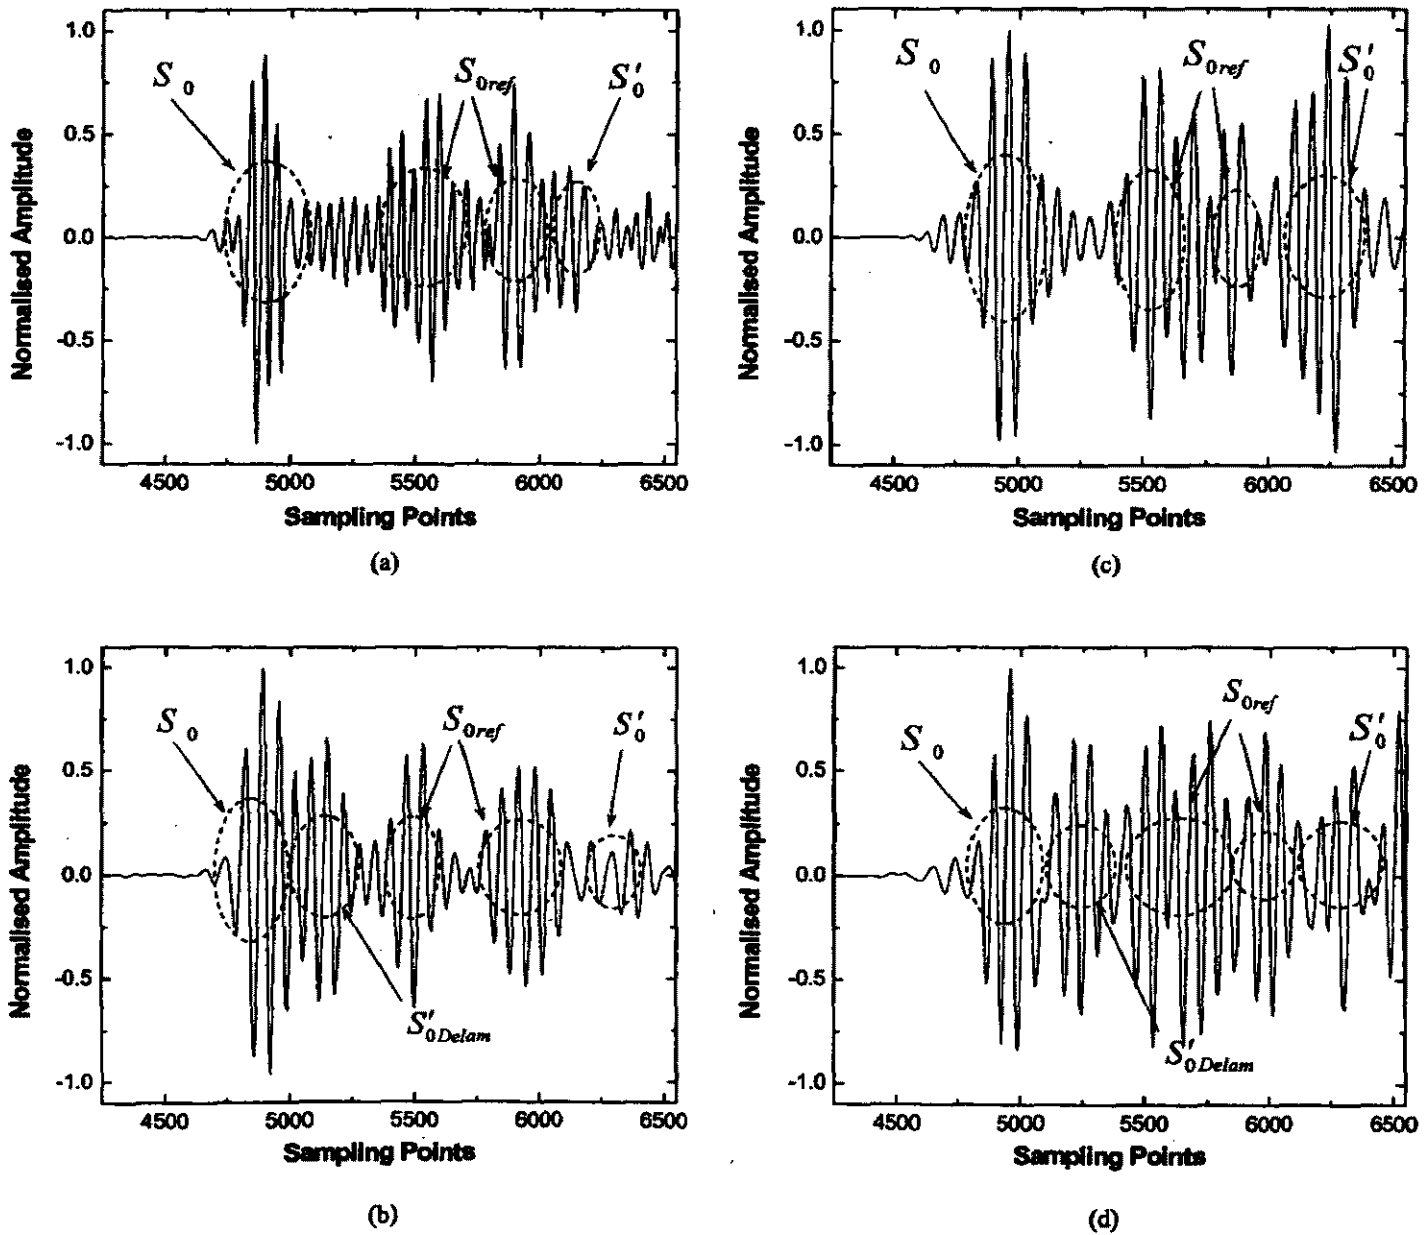 1.0
0.5
0.0
-0.5
-1.0
Normalised Amplitude
S0
S0ref
S0′
4500 5000 5500 6000 6500
Sampling Points
(a)
1.0
0.5
0.0
-0.5
-1.0
Normalised Amplitude
S0
S0ref
S0′
4500 5000 5500 6000 6500
Sampling Points
(c)
1.0
0.5
0.0
-0.5
-1.0
Normalised Amplitude
S0
S0ref
S0′
S′0Delam
4500 5000 5500 6000 6500
Sampling Points
(b)
1.0
0.5
0.0
-0.5
-1.0
Normalised Amplitude
S0
S0ref
S0′
S′0Delam
4500 5000 5500 6000 6500
Sampling Points
(d)